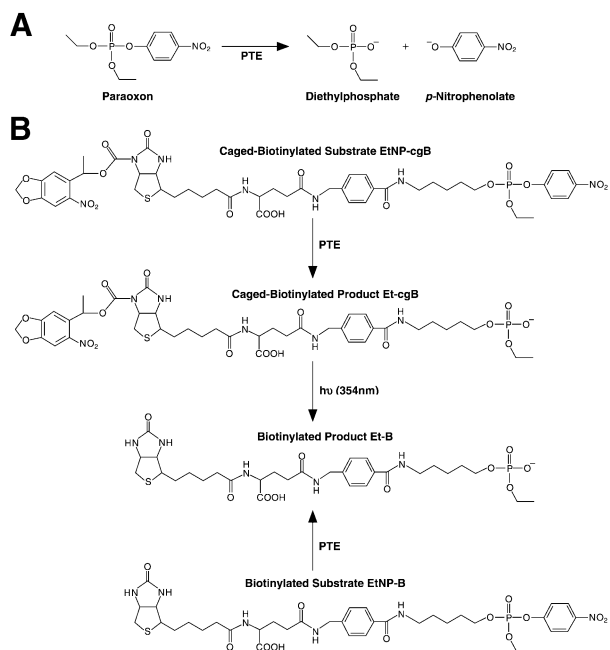 A
PTE
Paraoxon
+
Diethylphosphate
p-Nitrophenolate
B
Caged-Biotinylated Substrate EtNP-cgB
PTE
Caged-Biotinylated Product Et-cgB
hυ (354nm)
Biotinylated Product Et-B
PTE
Biotinylated Substrate EtNP-B